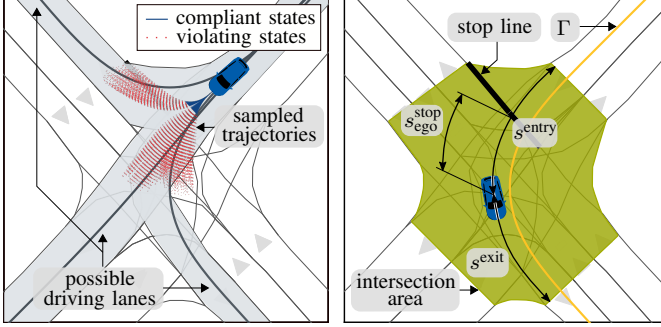 compliant states
violating states
sampled
trajectories
possible
driving lanes
stop line
Γ
s_ego^stop
s^entry
s^exit
intersection
area